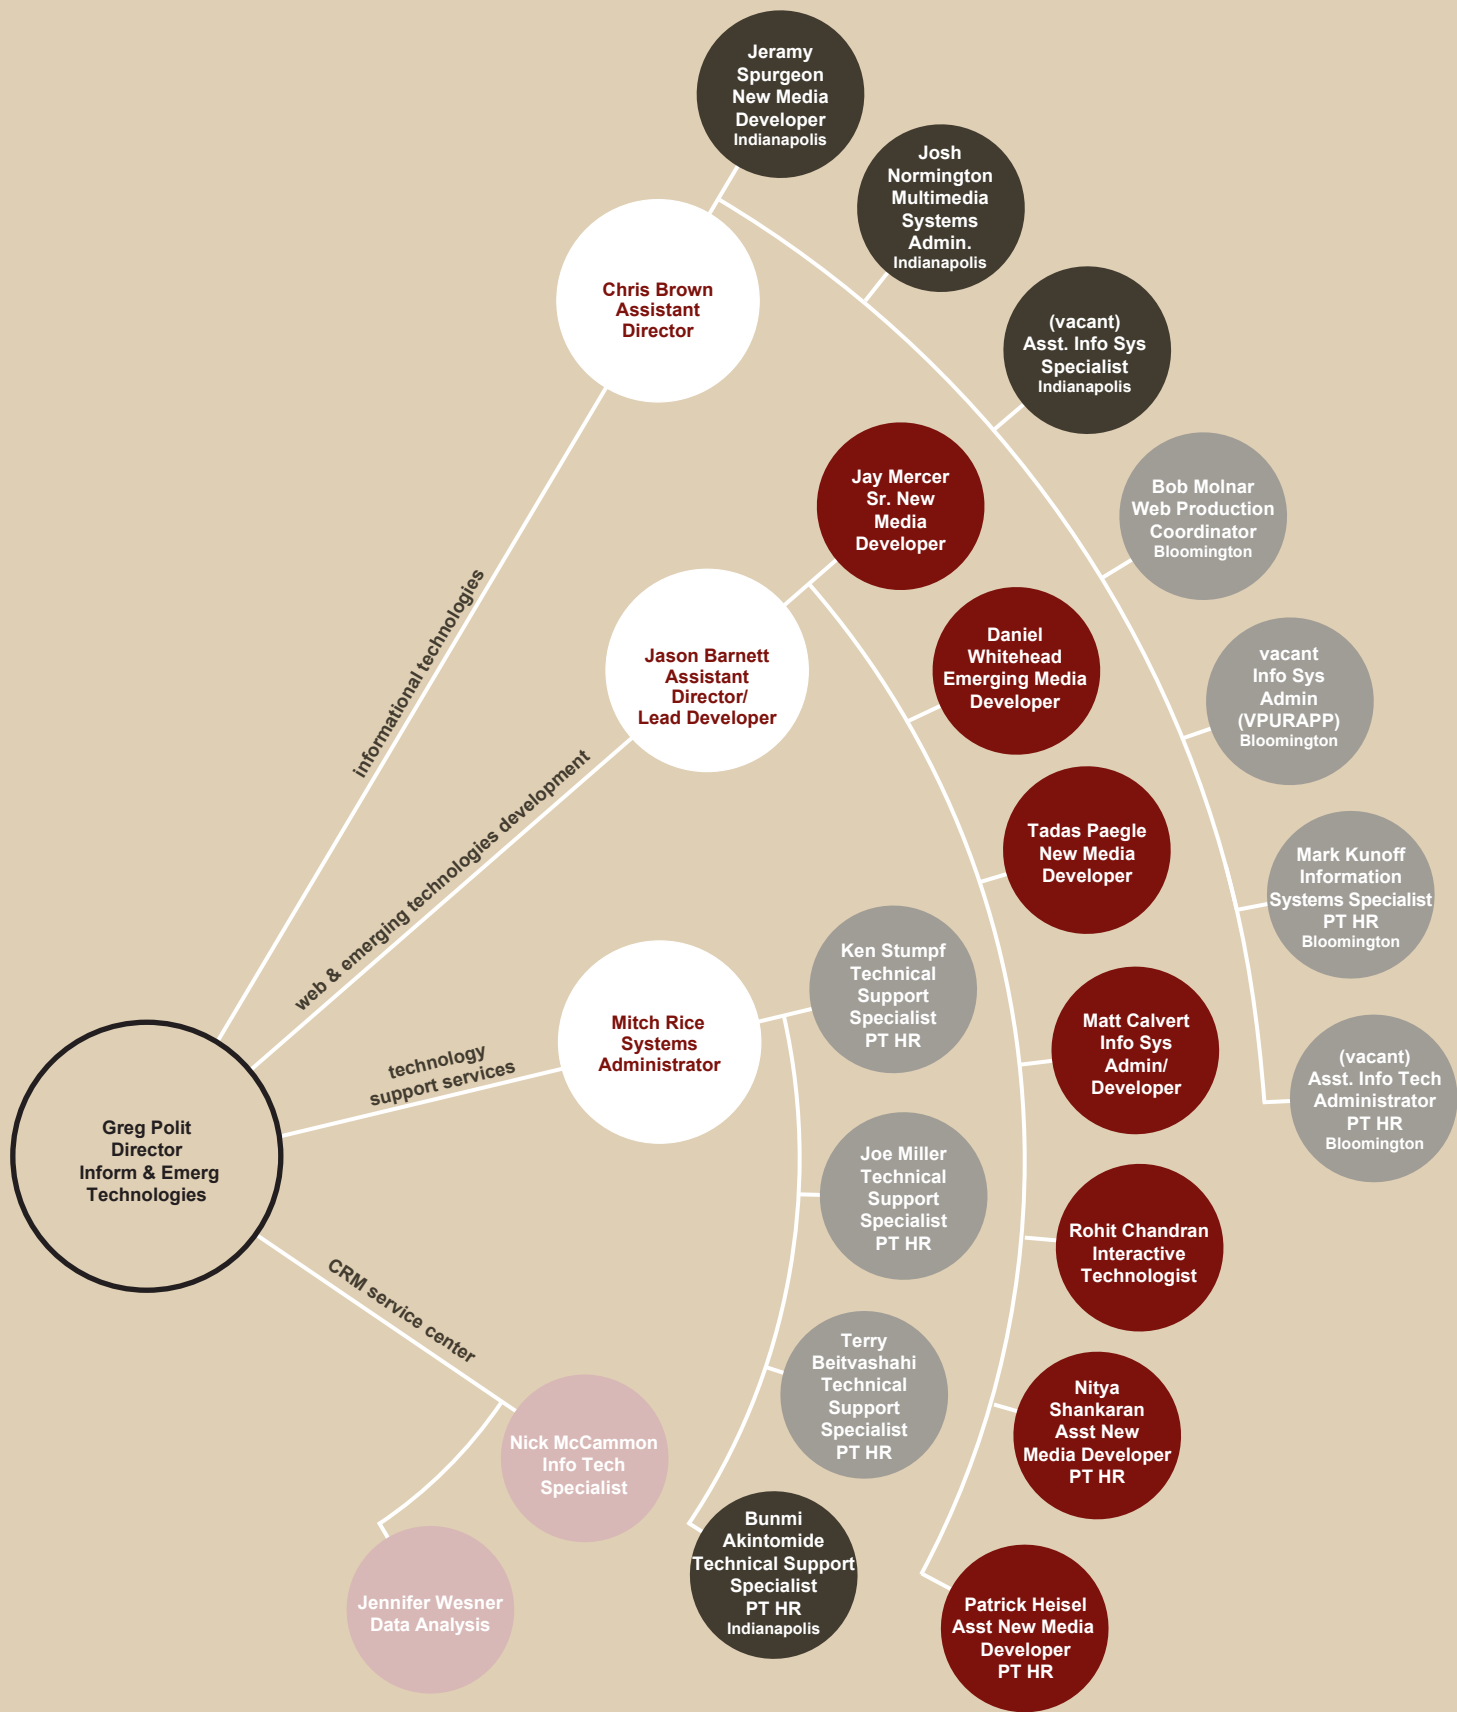 Jeramy
Spurgeon
New Media
Developer
Indianapolis
Josh
Normington
Multimedia
Systems
Admin.
Indianapolis
Chris Brown
Assistant
Director
(vacant)
Asst. Info Sys
Specialist
Indianapolis
Bob Molnar
Web Production
Coordinator
Bloomington
vacant
Info Sys
Admin
(VPURAPP)
Bloomington
Mark Kunoff
Information
Systems Specialist
PT HR
Bloomington
(vacant)
Asst. Info Tech
Administrator
PT HR
Bloomington
informational technologies
Jay Mercer
Sr. New
Media
Developer
Jason Barnett
Assistant
Director/
Lead Developer
Daniel
Whitehead
Emerging Media
Developer
Tadas Paegle
New Media
Developer
Matt Calvert
Info Sys
Admin/
Developer
Rohit Chandran
Interactive
Technologist
Nitya
Shankaran
Asst New
Media Developer
PT HR
Patrick Heisel
Asst New Media
Developer
PT HR
web & emerging technologies development
Mitch Rice
Systems
Administrator
Ken Stumpf
Technical
Support
Specialist
PT HR
Joe Miller
Technical
Support
Specialist
PT HR
Terry
Beitvashahi
Technical
Support
Specialist
PT HR
Bunmi
Akintomide
Technical Support
Specialist
PT HR
Indianapolis
technology
support services
Greg Polit
Director
Inform & Emerg
Technologies
CRM service center
Nick McCammon
Info Tech
Specialist
Jennifer Wesner
Data Analysis